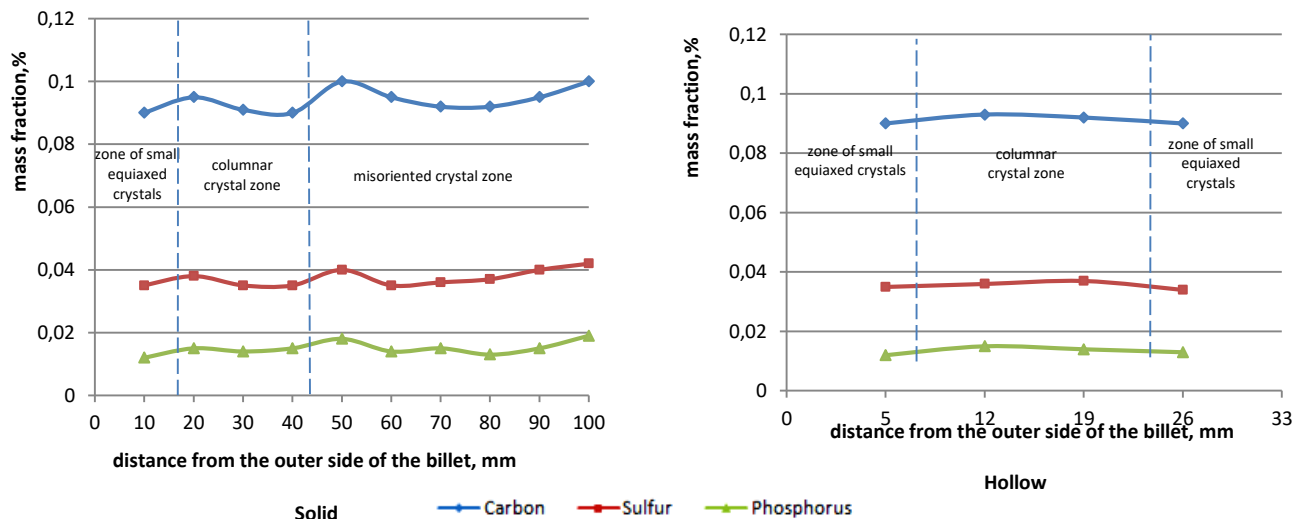 mass fraction,%
0,12
0,1
0,08
0,06
0,04
0,02
0
zone of small
equiaxed
crystals
columnar
crystal zone
misoriented crystal zone
0 10 20 30 40 50 60 70 80 90 100
distance from the outer side of the billet, mm
Solid
mass fraction,%
0,12
0,1
0,08
0,06
0,04
0,02
0
zone of small
equiaxed crystals
columnar
crystal zone
zone of small
equiaxed
crystals
0 5 12 19 26 33
distance from the outer side of the billet, mm
Hollow
Carbon Sulfur Phosphorus